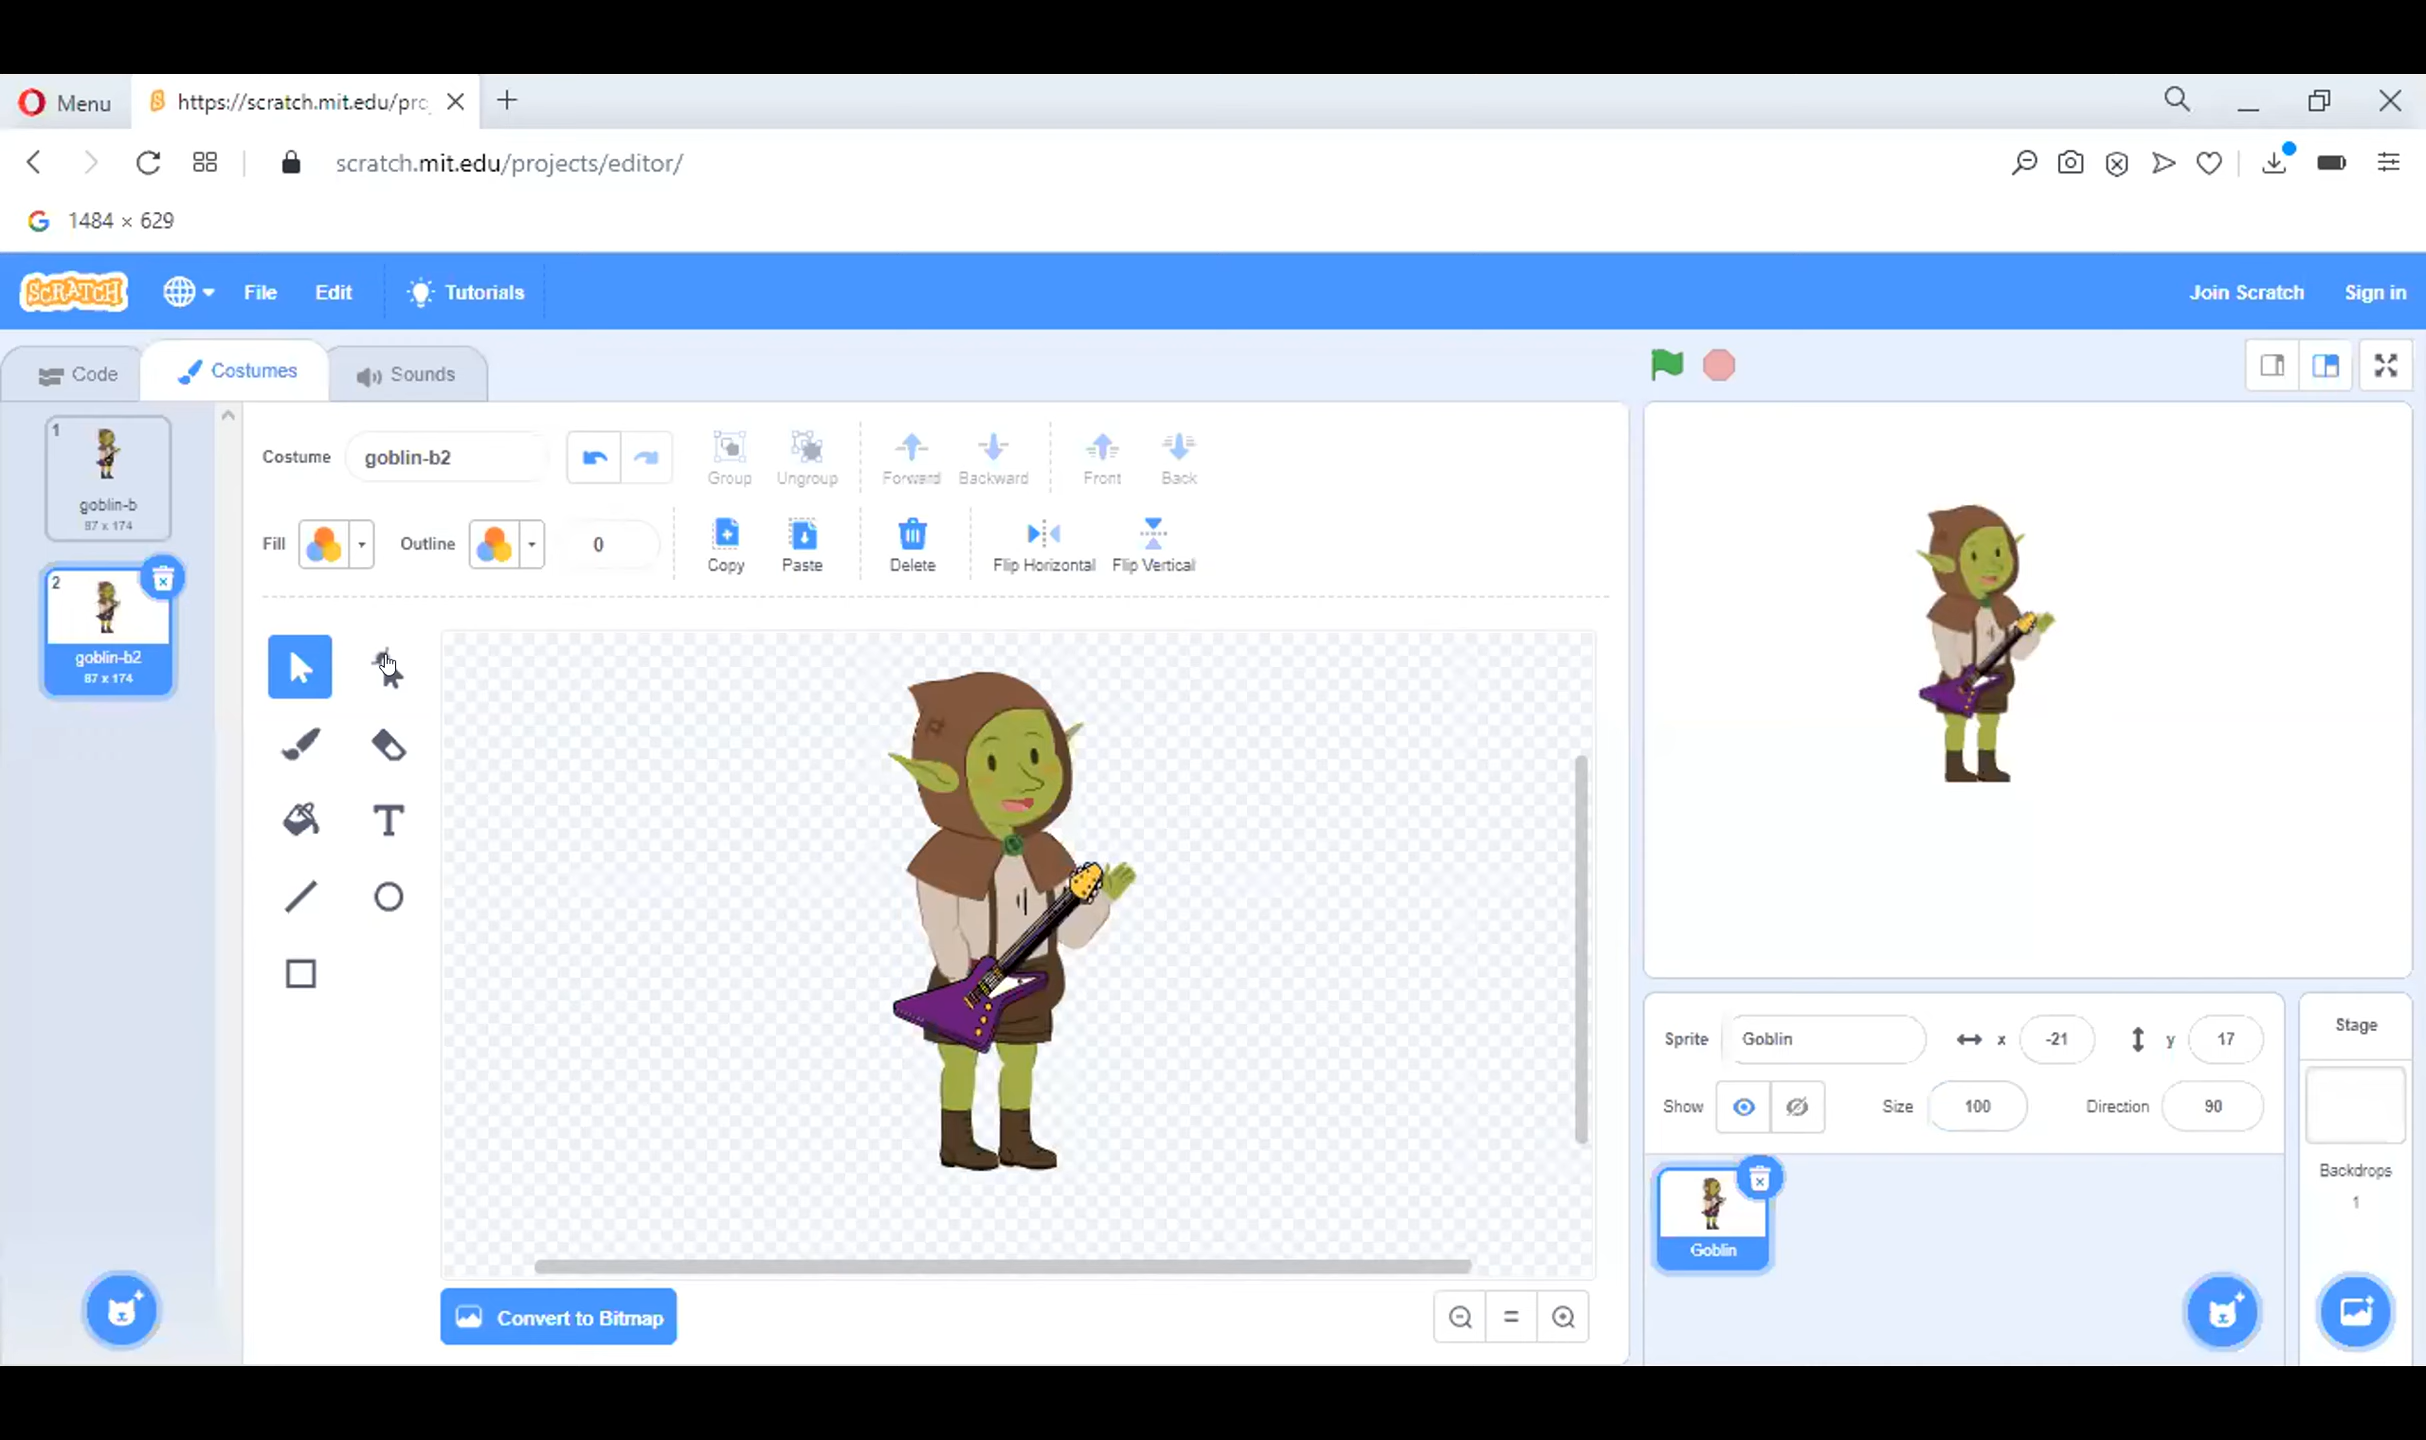 Menu
https://scratch.mit.edu/pro
scratch.mit.edu/projects/editor/
1484 × 629
SCRATCH
File
Edit
Tutorials
Join Scratch
Sign in
Code
Costumes
Sounds
1
goblin-b
87 x 174
2
goblin-b2
87 x 174
Costume
goblin-b2
Group
Ungroup
Forward
Backward
Front
Back
Fill
Outline
0
Copy
Paste
Delete
Flip Horizontal
Flip Vertical
T
Convert to Bitmap
Sprite
Goblin
x
-21
y
17
Show
Size
100
Direction
90
Goblin
Stage
Backdrops
1